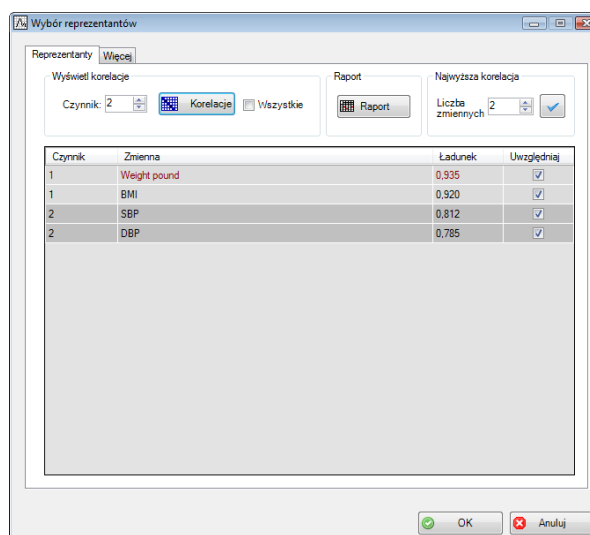 Wybór reprezentantów
Reprezentanty Więcej
Wyświetl korelacje
Czynnik: 2 Korelacje Wszystkie
Raport
Raport
Najwyższa korelacja
Liczba zmiennych 2
Czynnik Zmienna Ładunek Uwzględniaj
1 Weight pound 0,935
1 BMI 0,920
2 SBP 0,812
2 DBP 0,785
OK Anuluj